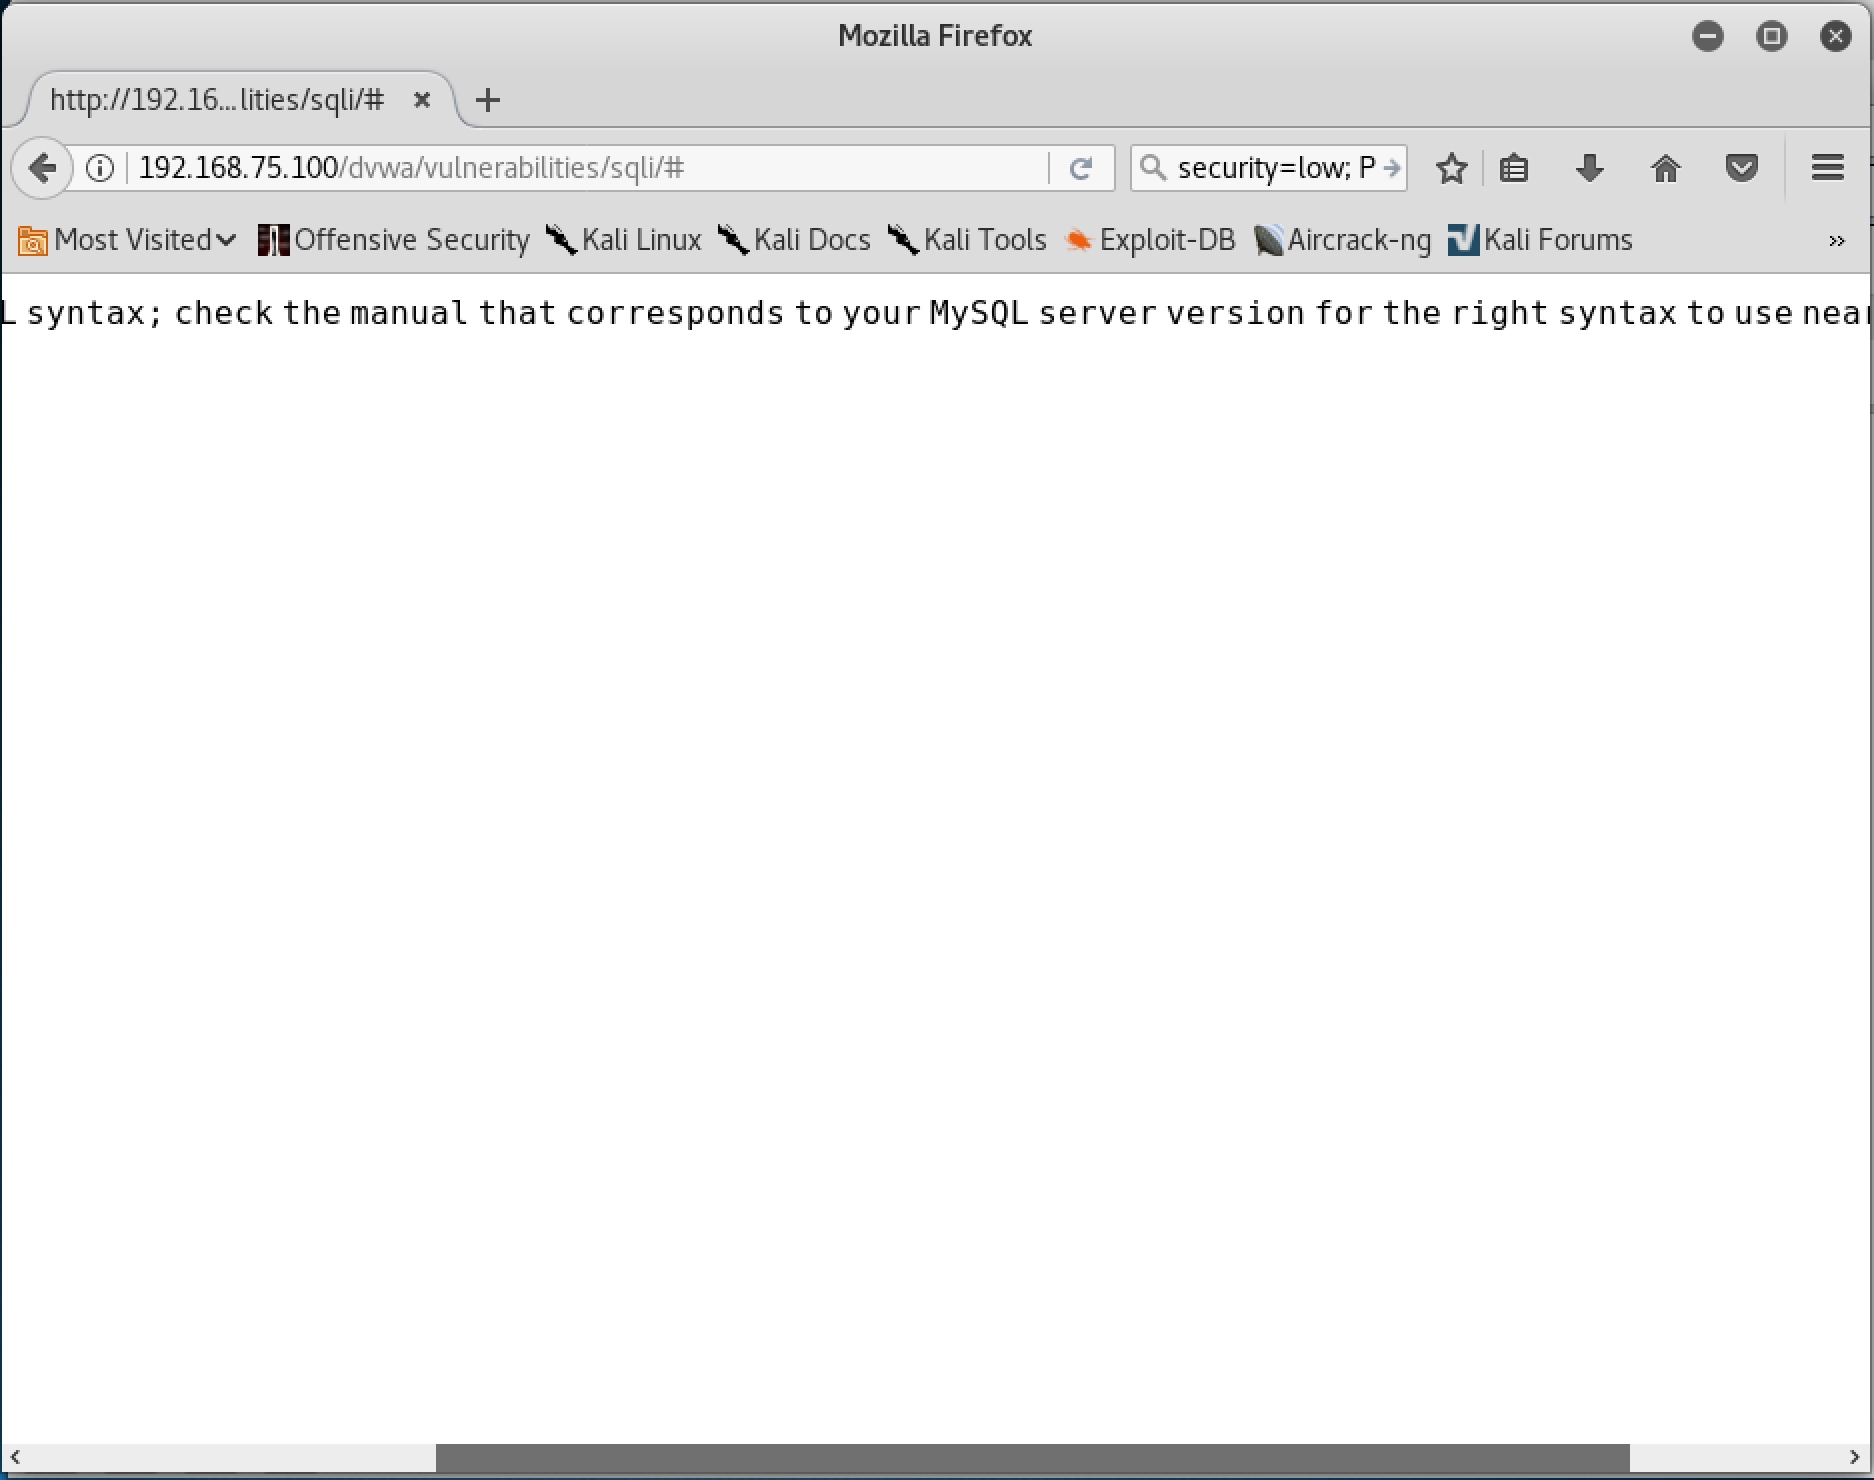 Mozilla Firefox
http://192.16...lities/sqli/#
192.168.75.100/dvwa/vulnerabilities/sqli/# security=low; P
Most Visited Offensive Security Kali Linux Kali Docs Kali Tools Exploit-DB Aircrack-ng Kali Forums
L syntax; check the manual that corresponds to your MySQL server version for the right syntax to use near